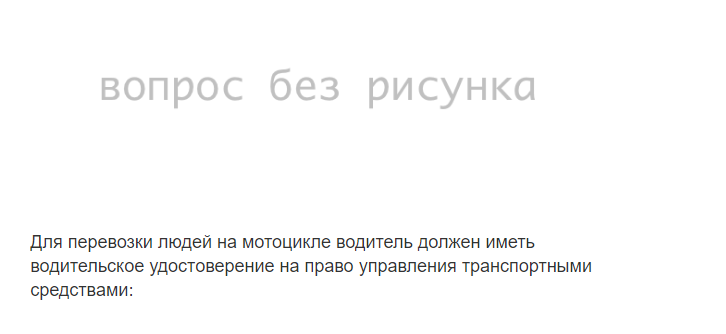 вопрос без рисунка
Для перевозки людей на мотоцикле водитель должен иметь
водительское удостоверение на право управления транспортными
средствами: